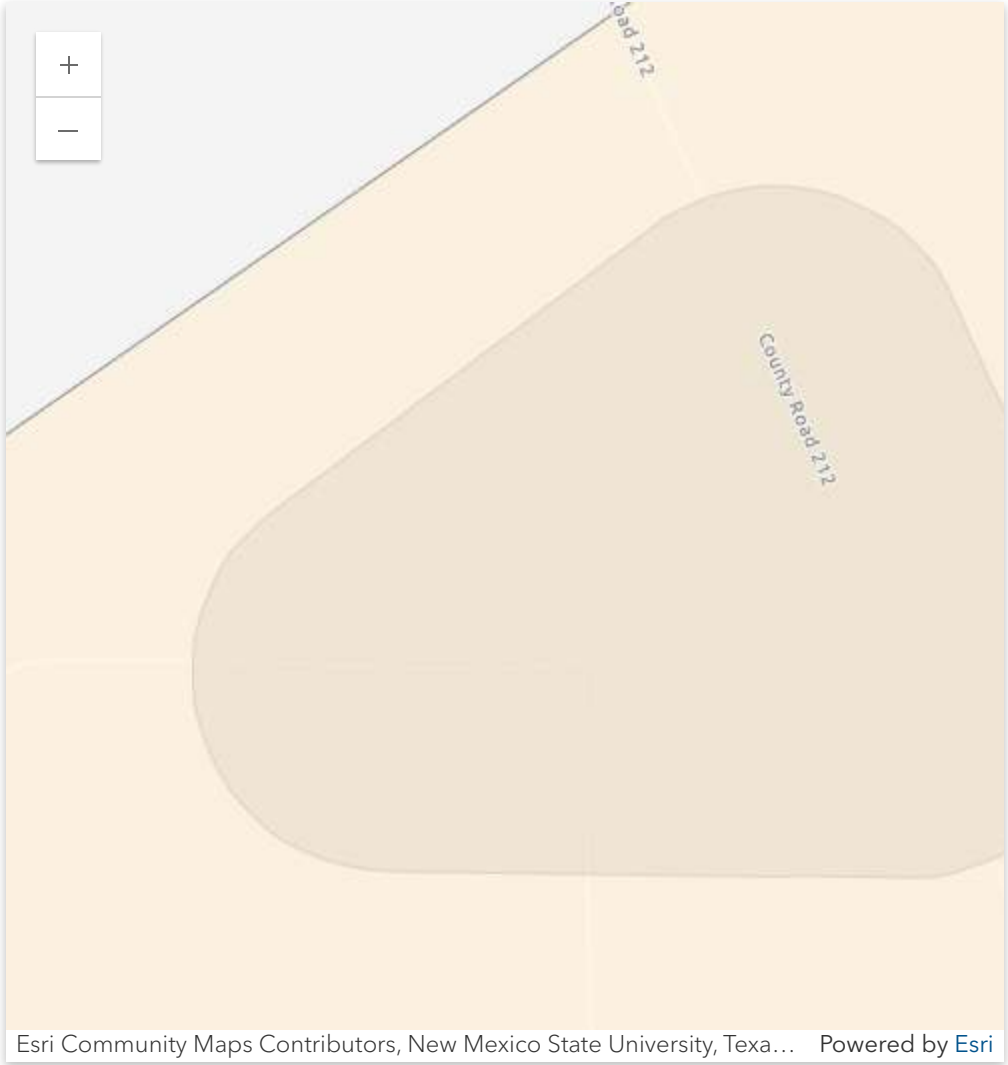 oad 212
+
−
County Road 212
Esri Community Maps Contributors, New Mexico State University, Texa... Powered by Esri